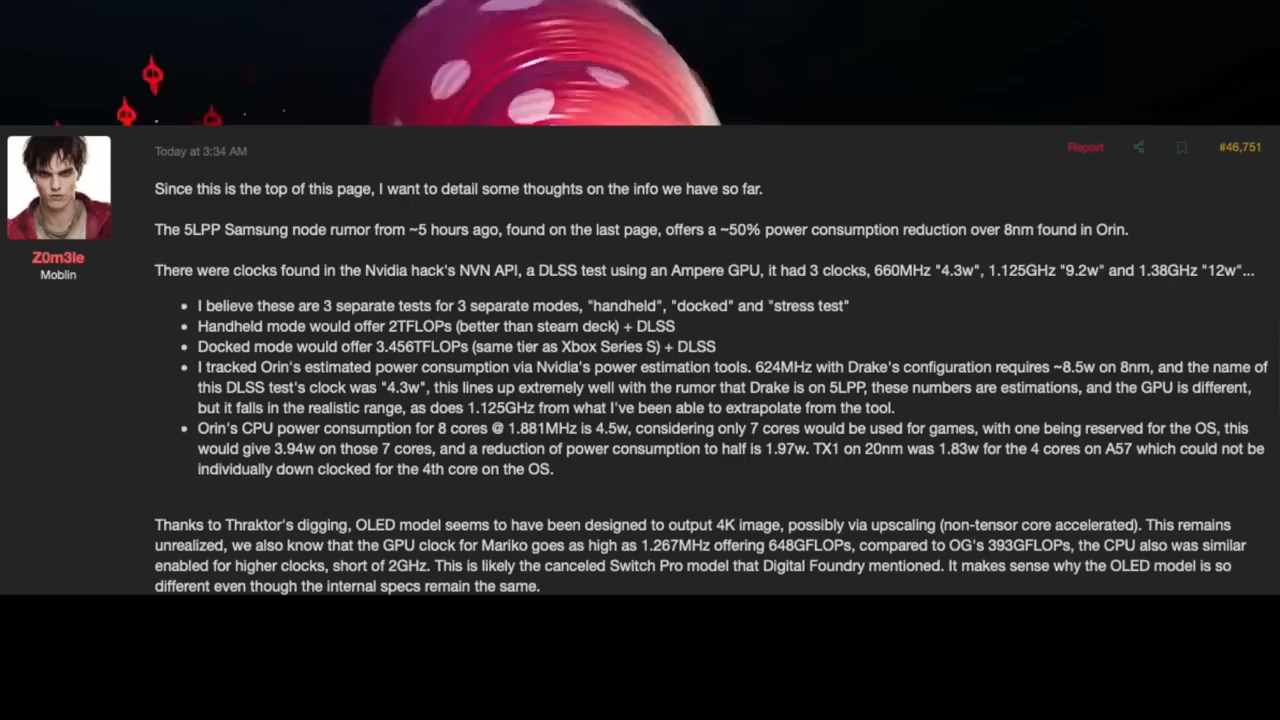 Today at 3:34 AM
Report
#46,751
Since this is the top of this page, I want to detail some thoughts on the info we have so far.
The 5LPP Samsung node rumor from ~5 hours ago, found on the last page, offers a ~50% power consumption reduction over 8nm found in Orin.
Z0m3le
Moblin
There were clocks found in the Nvidia hack's NVN API, a DLSS test using an Ampere GPU, it had 3 clocks, 660MHz "4.3w", 1.125GHz "9.2w" and 1.38GHz "12w"...
• I believe these are 3 separate tests for 3 separate modes, "handheld", "docked" and "stress test"
• Handheld mode would offer 2TFLOPs (better than steam deck) + DLSS
• Docked mode would offer 3.456TFLOPs (same tier as Xbox Series S) + DLSS
• I tracked Orin's estimated power consumption via Nvidia's power estimation tools. 624MHz with Drake's configuration requires ~8.5w on 8nm, and the name of
this DLSS test's clock was "4.3w", this lines up extremely well with the rumor that Drake is on 5LPP, these numbers are estimations, and the GPU is different,
but it falls in the realistic range, as does 1.125GHz from what I've been able to extrapolate from the tool.
• Orin's CPU power consumption for 8 cores @ 1.881MHz is 4.5w, considering only 7 cores would be used for games, with one being reserved for the OS, this
would give 3.94w on those 7 cores, and a reduction of power consumption to half is 1.97w. TX1 on 20nm was 1.83w for the 4 cores on A57 which could not be
individually down clocked for the 4th core on the OS.
Thanks to Thraktor's digging, OLED model seems to have been designed to output 4K image, possibly via upscaling (non-tensor core accelerated). This remains
unrealized, we also know that the GPU clock for Mariko goes as high as 1.267MHz offering 648GFLOPs, compared to OG's 393GFLOPs, the CPU also was similar
enabled for higher clocks, short of 2GHz. This is likely the canceled Switch Pro model that Digital Foundry mentioned. It makes sense why the OLED model is so
different even though the internal specs remain the same.